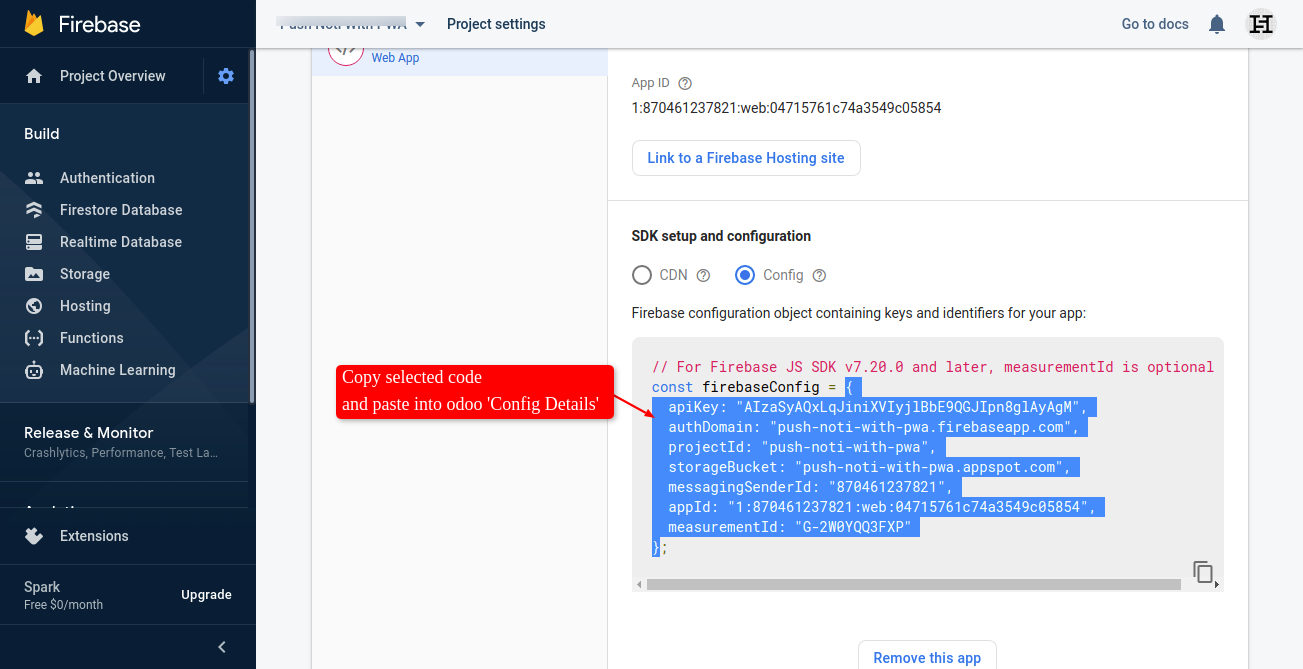 Firebase
Push Noti With PWA
Project settings
Go to docs
Project Overview
Build
Authentication
Firestore Database
Realtime Database
Storage
Hosting
Functions
Machine Learning
Release & Monitor
Crashlytics, Performance, Test La...
Extensions
Spark
Free $0/month
Upgrade
Web App
App ID
1:870461237821:web:04715761c74a3549c05854
Link to a Firebase Hosting site
SDK setup and configuration
CDN
Config
Firebase configuration object containing keys and identifiers for your app:
// For Firebase JS SDK v7.20.0 and later, measurementId is optional
const firebaseConfig = {
apiKey: "AIzaSyAQxLqJiniXVIyjlBbE9QGJIpn8glAyAgM",
authDomain: "push-noti-with-pwa.firebaseapp.com",
projectId: "push-noti-with-pwa",
storageBucket: "push-noti-with-pwa.appspot.com",
messagingSenderId: "870461237821",
appId: "1:870461237821:web:04715761c74a3549c05854",
measurementId: "G-2W0YQQ3FXP"
};
Copy selected code
and paste into odoo 'Config Details'
Remove this app